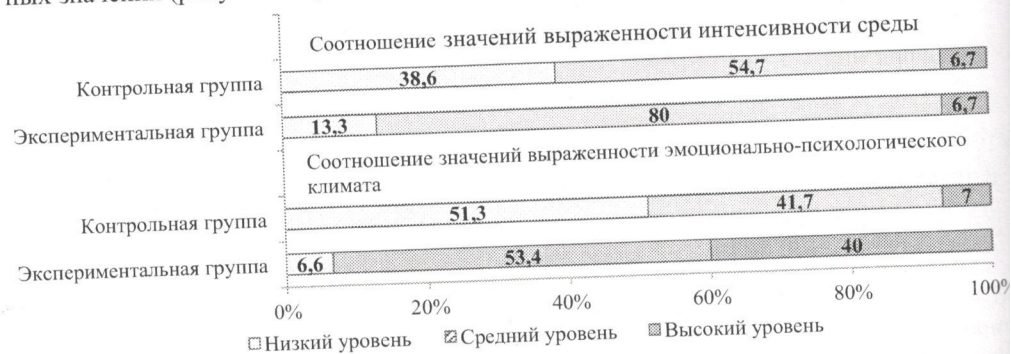 Соотношение значений выраженности интенсивности среды
Контрольная группа 38,6 54,7 6,7
Экспериментальная группа 13,3 80 6,7
Соотношение значений выраженности эмоционально-психологического
климата
Контрольная группа 51,3 41,7 7
Экспериментальная группа 6,6 53,4 40
0% 20% 40% 60% 80% 100%
Низкий уровень Средний уровень Высокий уровень